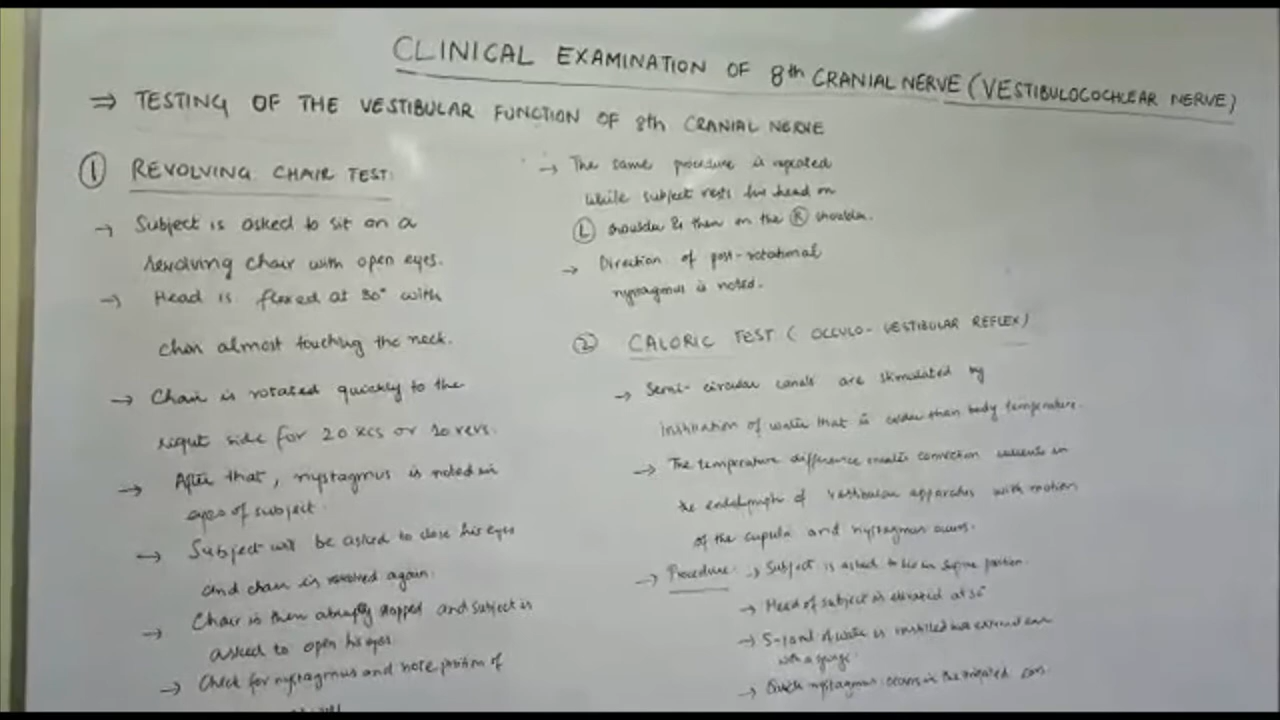 CLINICAL EXAMINATION OF 8th CRANIAL NERVE (VESTIBULOCOCHLEAR NERVE)
⇒ TESTING OF THE VESTIBULAR FUNCTION OF 8th CRANIAL NERVE
① REVOLVING CHAIR TEST
→ Subject is asked to sit on a
revolving chair with open eyes.
→ Head is flexed at 30° with
chin almost touching the neck.
→ Chair is rotated quickly to the
right side for 20 secs or 10 revs.
→ After that, nystagmus is noted in
eyes of subject.
→ Subject will be asked to close his eyes
and chair is revolved again.
→ Chair is then abruptly stopped and subject is
asked to open his eyes.
→ Check for nystagmus and note position of
→ The same procedure is repeated
while subject rests his head on
Ⓛ shoulder & then on the Ⓡ shoulder.
→ Direction of post-rotational
nystagmus is noted.
② CALORIC TEST (OCCULO-VESTIBULAR REFLEX)
→ Semi-circular canals are stimulated by
instillation of water that is colder than body temperature.
→ The temperature difference creates convection currents in
the endolymph of vestibular apparatus with motion
of the cupula and nystagmus occurs.
→ Procedure → Subject is asked to lie in supine position.
→ Head of subject is elevated at 30°
→ 5-10ml of water is instilled into external ear
with a syringe.
→ nystagmus occurs in the irrigated ear.